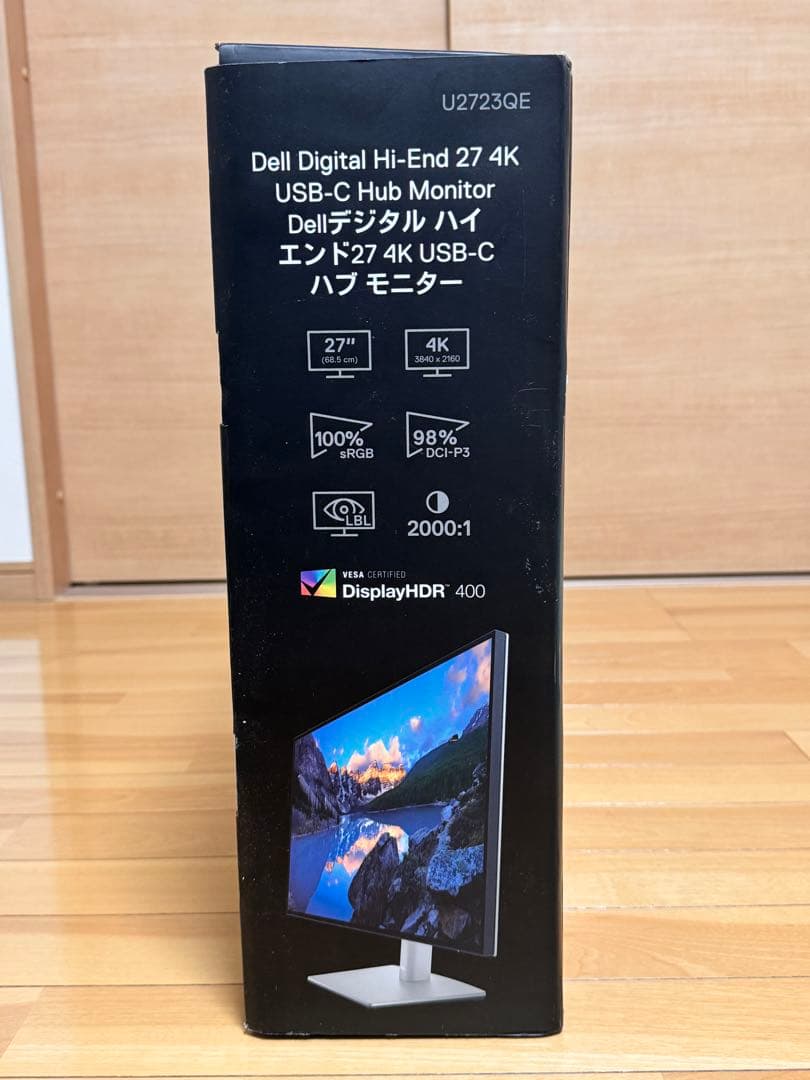 U2723QE
Dell Digital Hi-End 27 4K
USB-C Hub Monitor
Dellデジタル ハイ
エンド27 4K USB-C
ハブ モニター
27"
(68.5 cm)
4K
3840 x 2160
100%
sRGB
98%
DCI-P3
LBL
2000:1
VESA CERTIFIED
DisplayHDR™ 400